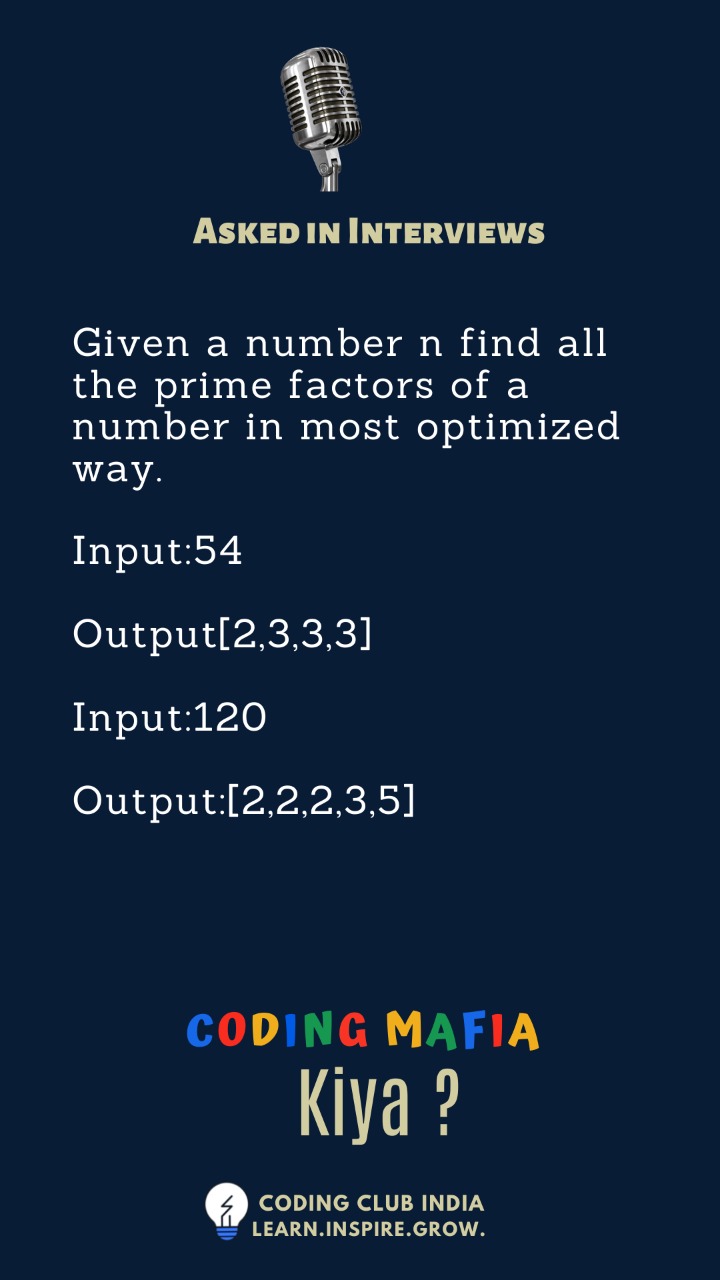 Asked in Interviews
Given a number n find all
the prime factors of a
number in most optimized
way.
Input:54
Output[2,3,3,3]
Input:120
Output:[2,2,2,3,5]
CODING MAFIA
Kiya ?
CODING CLUB INDIA
LEARN.INSPIRE.GROW.